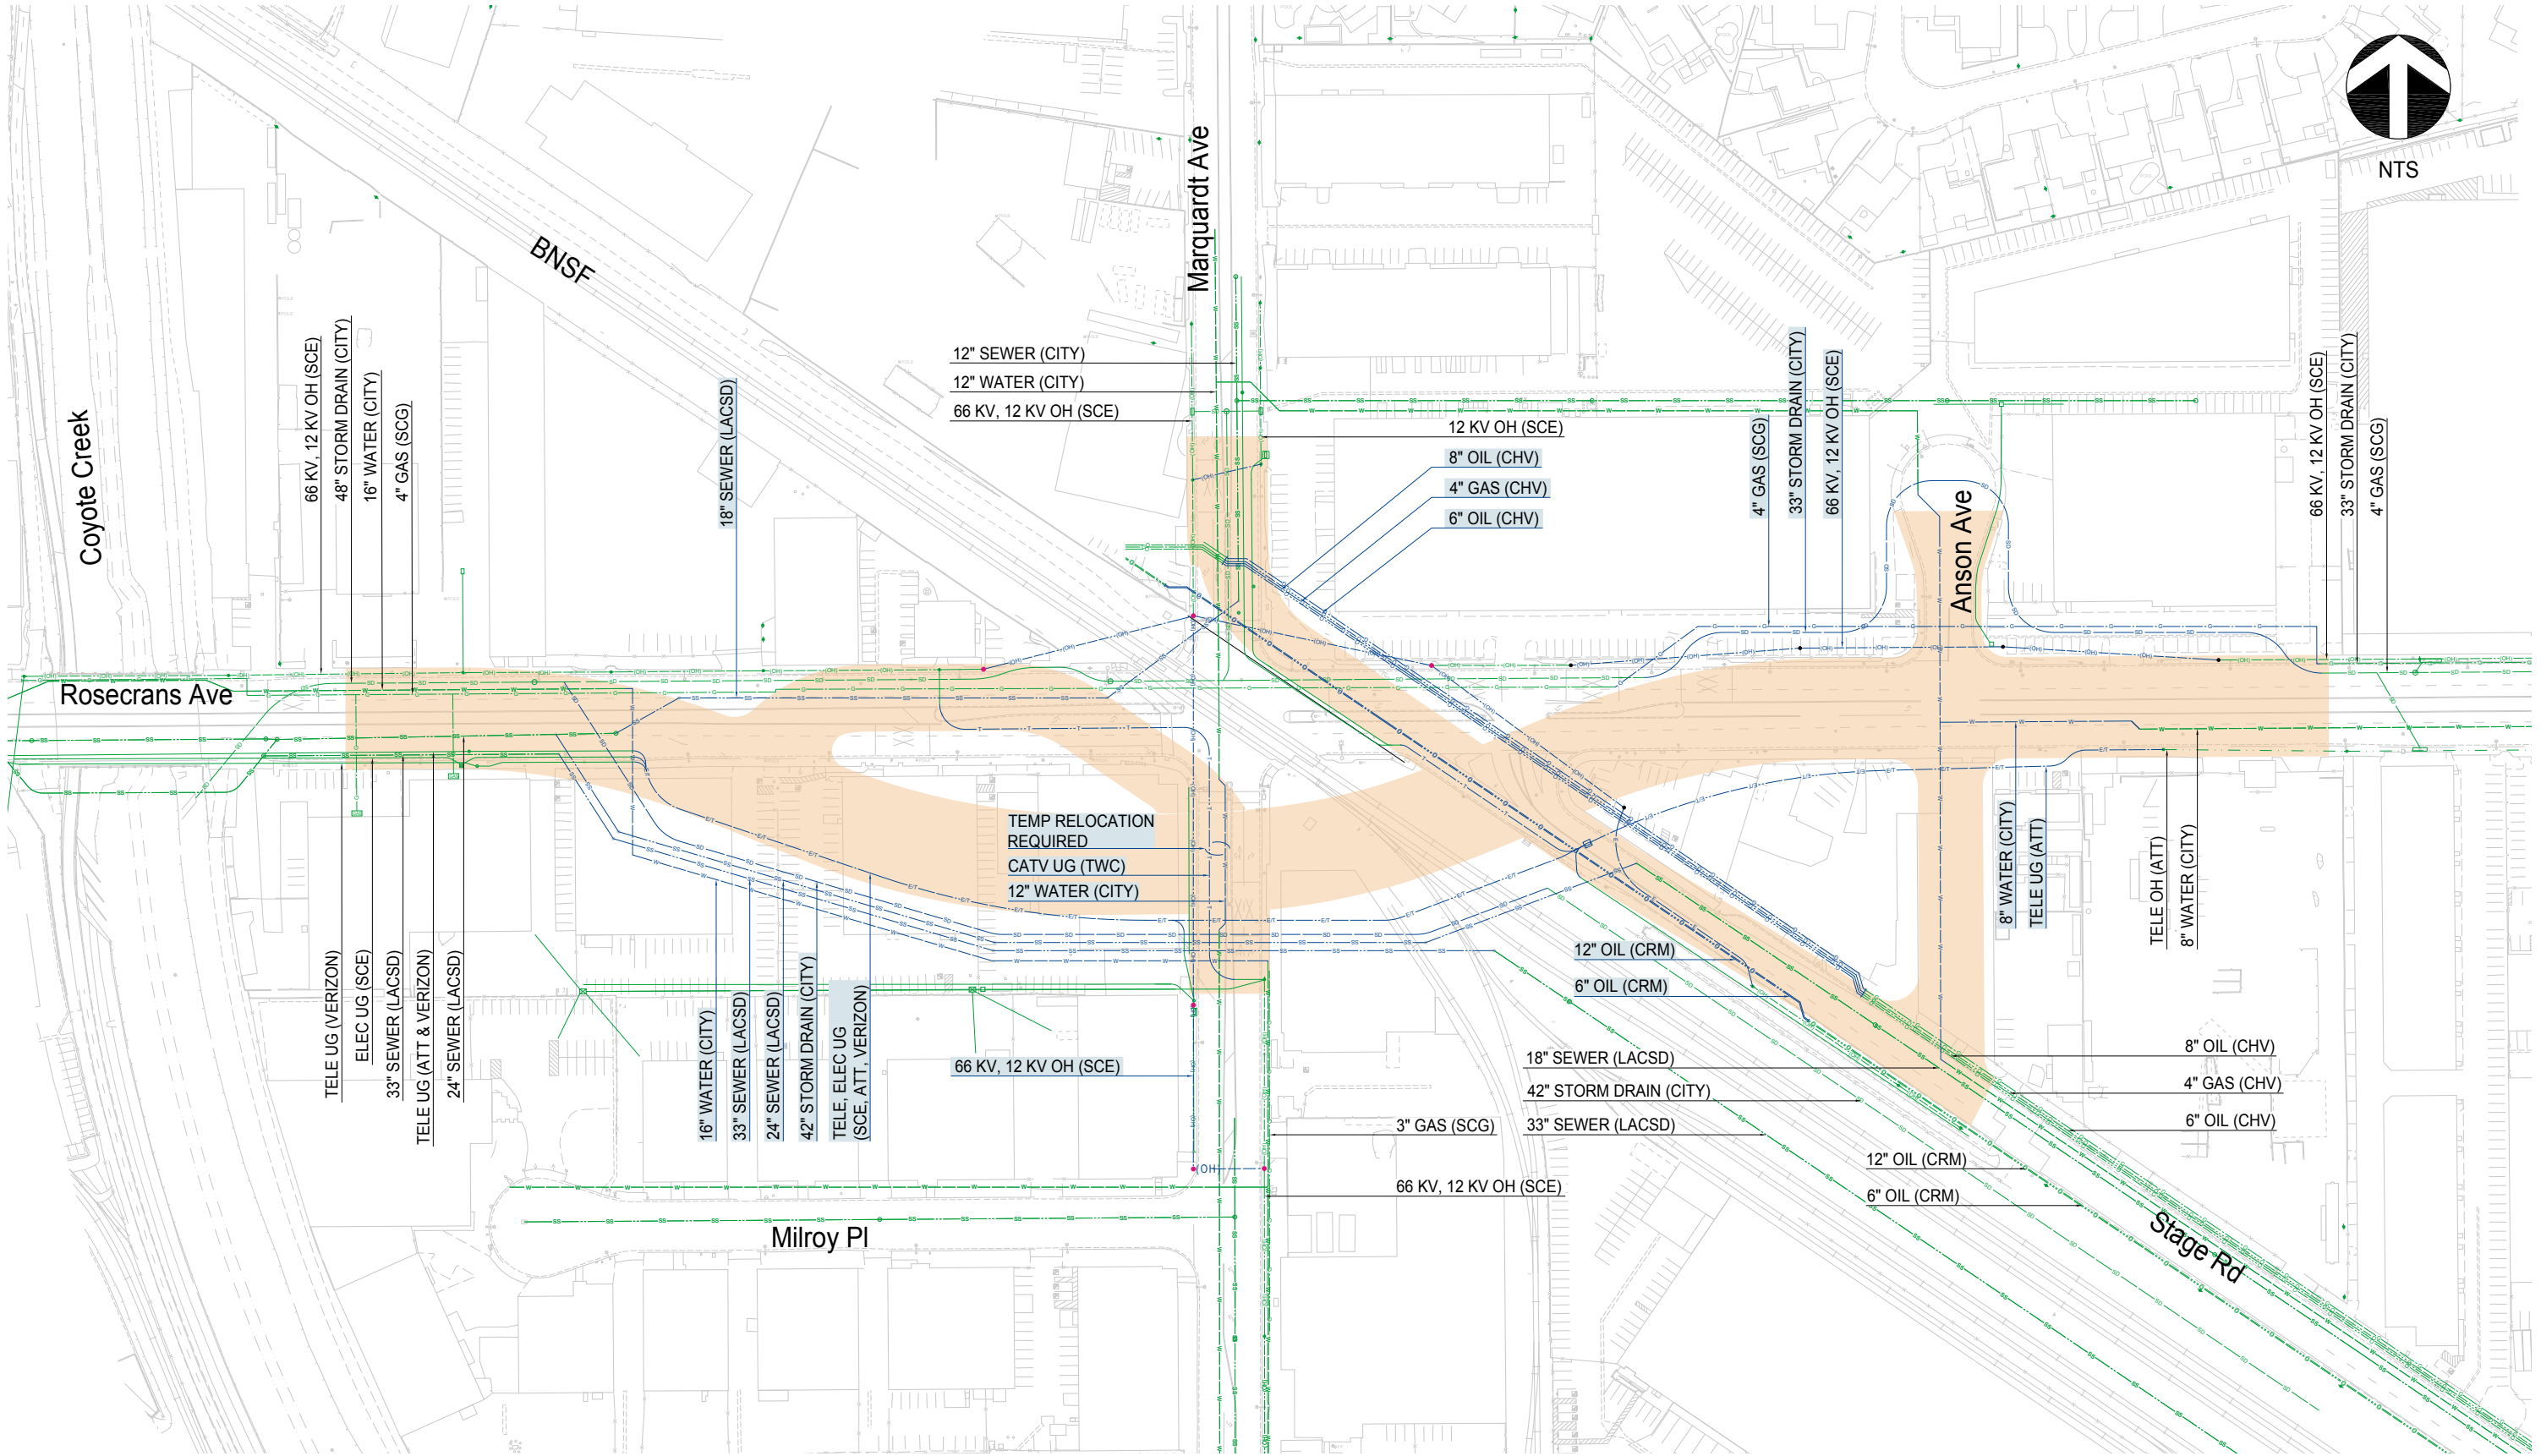 NTS
Marquardt Ave
BNSF
Coyote Creek
Rosecrans Ave
Anson Ave
Milroy Pl
Stage Rd
66 KV, 12 KV OH (SCE)
48" STORM DRAIN (CITY)
16" WATER (CITY)
4" GAS (SCG)
18" SEWER (LACSD)
12" SEWER (CITY)
12" WATER (CITY)
66 KV, 12 KV OH (SCE)
12 KV OH (SCE)
8" OIL (CHV)
4" GAS (CHV)
6" OIL (CHV)
4" GAS (SCG)
33" STORM DRAIN (CITY)
66 KV, 12 KV OH (SCE)
66 KV, 12 KV OH (SCE)
33" STORM DRAIN (CITY)
4" GAS (SCG)
TEMP RELOCATION
REQUIRED
CATV UG (TWC)
12" WATER (CITY)
8" WATER (CITY)
TELE UG (ATT)
TELE OH (ATT)
8" WATER (CITY)
TELE UG (VERIZON)
ELEC UG (SCE)
33" SEWER (LACSD)
TELE UG (ATT & VERIZON)
24" SEWER (LACSD)
16" WATER (CITY)
33" SEWER (LACSD)
24" SEWER (LACSD)
42" STORM DRAIN (CITY)
TELE, ELEC UG
(SCE, ATT, VERIZON)
66 KV, 12 KV OH (SCE)
12" OIL (CRM)
6" OIL (CRM)
18" SEWER (LACSD)
42" STORM DRAIN (CITY)
33" SEWER (LACSD)
3" GAS (SCG)
66 KV, 12 KV OH (SCE)
8" OIL (CHV)
4" GAS (CHV)
6" OIL (CHV)
12" OIL (CRM)
6" OIL (CRM)